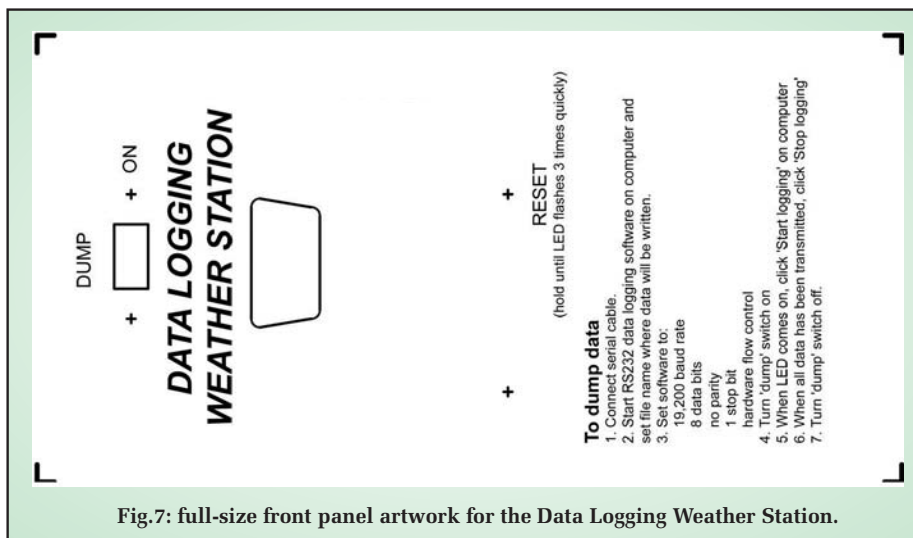 DUMP
+ + ON
DATA LOGGING
WEATHER STATION
+ +
RESET
(hold until LED flashes 3 times quickly)
To dump data
1. Connect serial cable.
2. Start RS232 data logging software on computer and
set file name where data will be written.
3. Set software to:
19,200 baud rate
8 data bits
no parity
1 stop bit
hardware flow control
4. Turn 'dump' switch on
5. When LED comes on, click 'Start logging' on computer
6. When all data has been transmitted, click 'Stop logging'
7. Turn 'dump' switch off.
Fig.7: full-size front panel artwork for the Data Logging Weather Station.